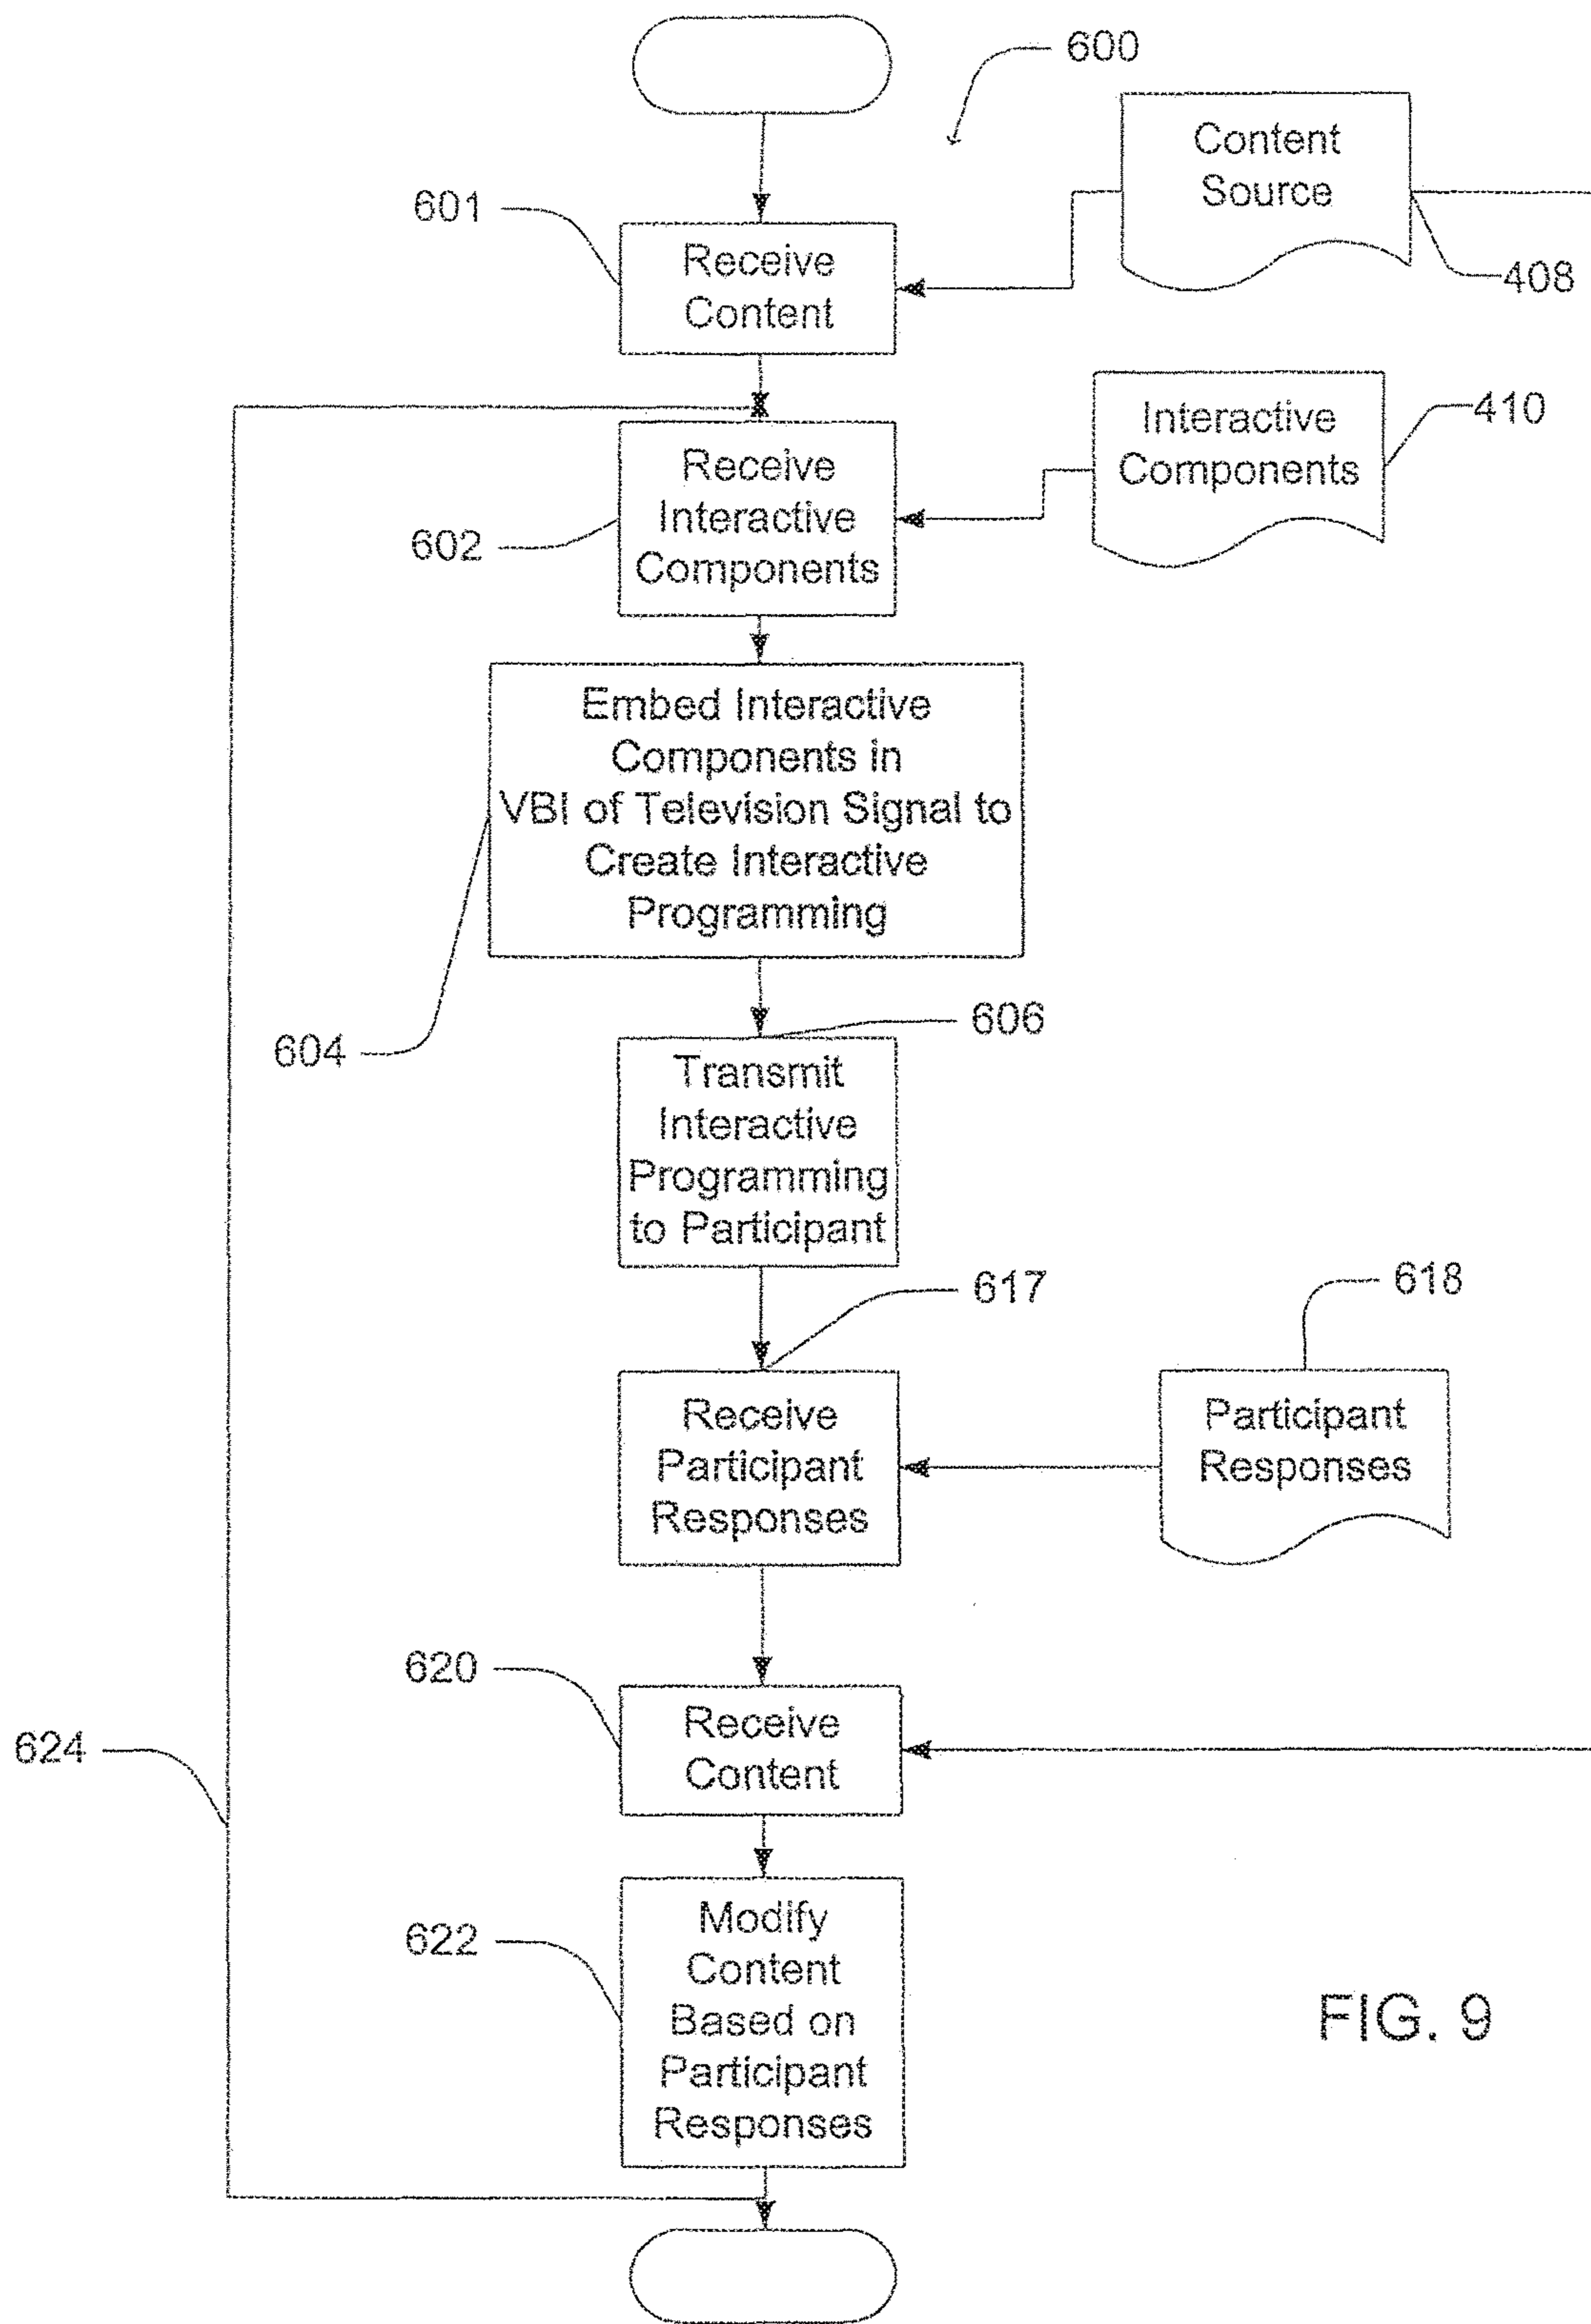 600
Content
Source
408
601
Receive
Content
Interactive
Components
410
602
Receive
Interactive
Components
604
Embed Interactive
Components in
VBI of Television Signal to
Create Interactive
Programming
606
Transmit
Interactive
Programming
to Participant
617
618
Receive
Participant
Responses
Participant
Responses
620
Receive
Content
624
622
Modify
Content
Based on
Participant
Responses
FIG. 9